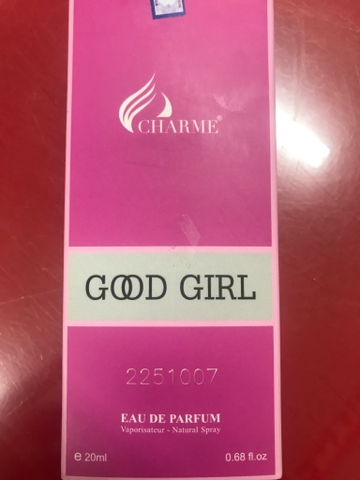 CHARME®
GOOD GIRL
2251007
EAU DE PARFUM
Vaporisateur - Natural Spray
e 20ml
0.68 fl.oz